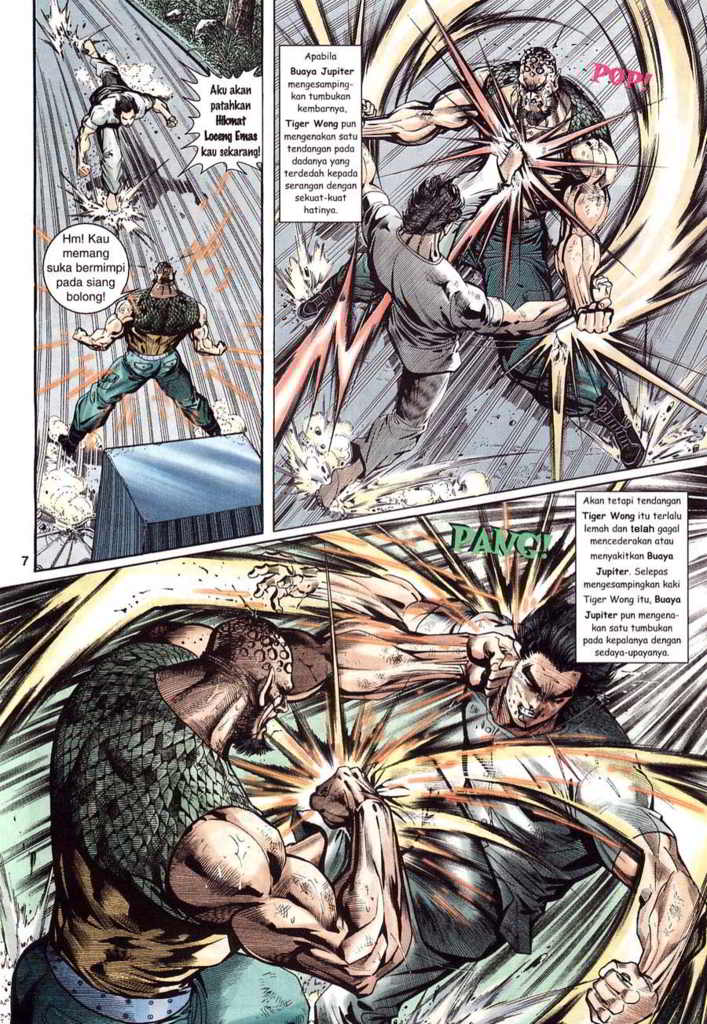 Aku akan
patahkan
Hikmat
Loceng Emas
kau sekarang!
Hm! Kau
memang
suka bermimpi
pada siang
bolong!
Apabila
Buaya Jupiter
mengesamping-
kan tumbukan
kembarnya,
Tiger Wong pun
mengenakan satu
tendangan pada
dadanya yang
terdedah kepada
serangan dengan
sekuat-kuat
hatinya.
POP!
7
PANG!
Akan tetapi tendangan
Tiger Wong itu terlalu
lemah dan telah gagal
mencederakan atau
menyakitkan Buaya
Jupiter. Selepas
mengesampingkan kaki
Tiger Wong itu, Buaya
Jupiter pun mengena-
kan satu tumbukan
pada kepalanya dengan
sedaya-upayanya.